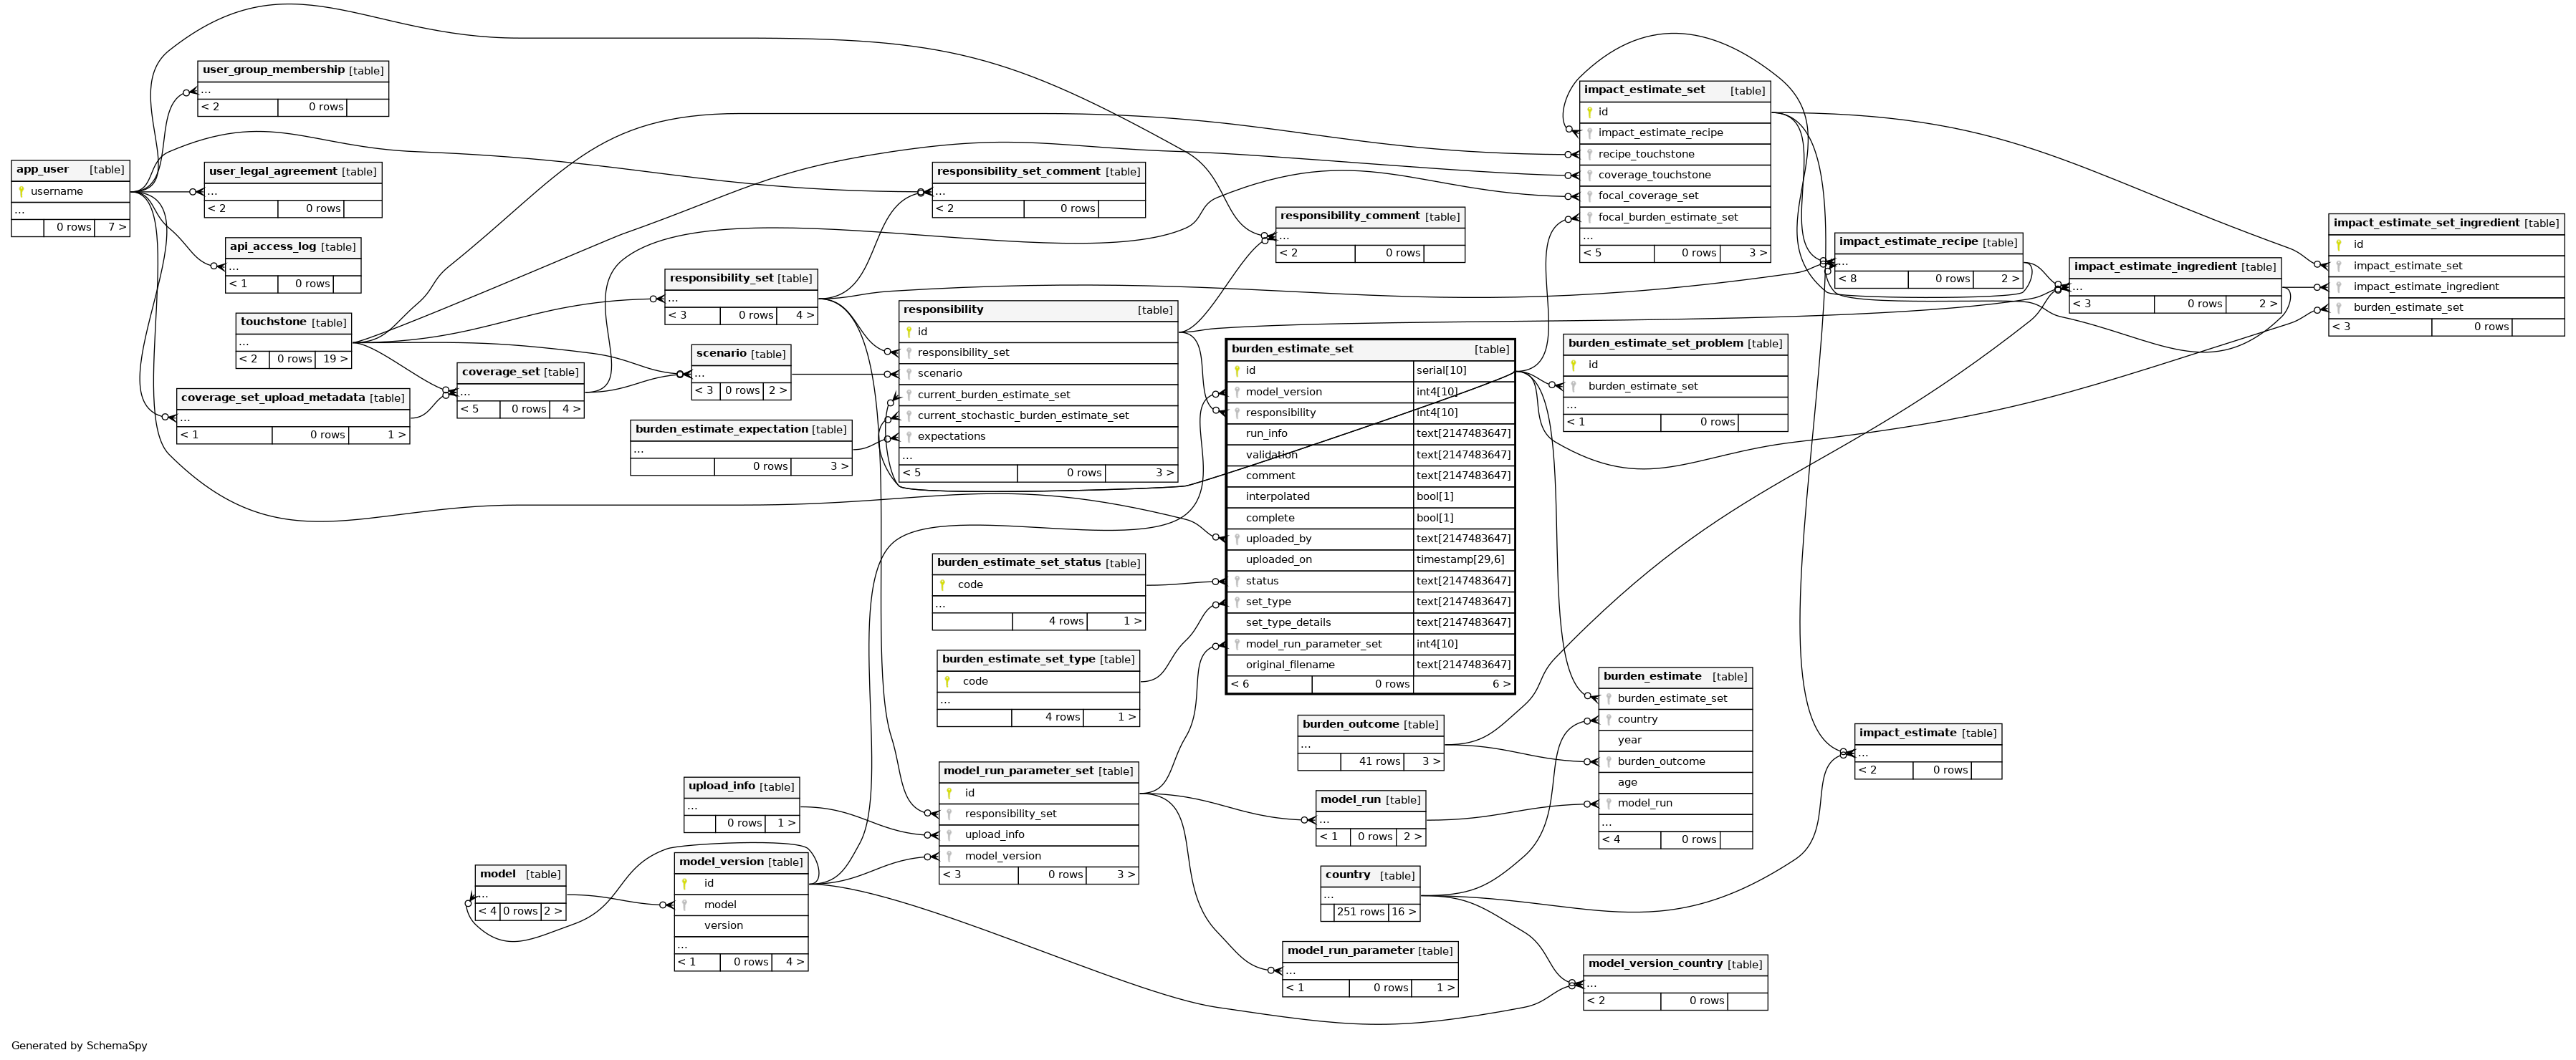 user_group_membership [table]
...
< 2 0 rows
app_user [table]
username
...
0 rows 7 >
user_legal_agreement [table]
...
< 2 0 rows
api_access_log [table]
...
< 1 0 rows
touchstone [table]
...
< 2 0 rows 19 >
coverage_set_upload_metadata [table]
...
< 1 0 rows 1 >
coverage_set [table]
...
< 5 0 rows 4 >
responsibility_set [table]
...
< 3 0 rows 4 >
scenario [table]
...
< 3 0 rows 2 >
burden_estimate_expectation [table]
...
0 rows 3 >
responsibility_set_comment [table]
...
< 2 0 rows
responsibility [table]
id
responsibility_set
scenario
current_burden_estimate_set
current_stochastic_burden_estimate_set
expectations
...
< 5 0 rows 3 >
responsibility_comment [table]
...
< 2 0 rows
burden_estimate_set [table]
id serial[10]
model_version int4[10]
responsibility int4[10]
run_info text[2147483647]
validation text[2147483647]
comment text[2147483647]
interpolated bool[1]
complete bool[1]
uploaded_by text[2147483647]
uploaded_on timestamp[29,6]
status text[2147483647]
set_type text[2147483647]
set_type_details text[2147483647]
model_run_parameter_set int4[10]
original_filename text[2147483647]
< 6 0 rows 6 >
impact_estimate_set [table]
id
impact_estimate_recipe
recipe_touchstone
coverage_touchstone
focal_coverage_set
focal_burden_estimate_set
...
< 5 0 rows 3 >
burden_estimate_set_problem [table]
id
burden_estimate_set
...
< 1 0 rows
impact_estimate_recipe [table]
...
< 8 0 rows 2 >
impact_estimate_ingredient [table]
...
< 3 0 rows 2 >
impact_estimate_set_ingredient [table]
id
impact_estimate_set
impact_estimate_ingredient
burden_estimate_set
< 3 0 rows
burden_estimate_set_status [table]
code
...
4 rows 1 >
burden_estimate_set_type [table]
code
...
4 rows 1 >
burden_outcome [table]
...
41 rows 3 >
burden_estimate [table]
burden_estimate_set
country
year
burden_outcome
age
model_run
...
< 4 0 rows
impact_estimate [table]
...
< 2 0 rows
upload_info [table]
...
0 rows 1 >
model_run_parameter_set [table]
id
responsibility_set
upload_info
model_version
< 3 0 rows 3 >
model_run [table]
...
< 1 0 rows 2 >
model [table]
...
< 4 0 rows 2 >
model_version [table]
id
model
version
...
< 1 0 rows 4 >
country [table]
...
251 rows 16 >
model_run_parameter [table]
...
< 1 0 rows 1 >
model_version_country [table]
...
< 2 0 rows
Generated by SchemaSpy